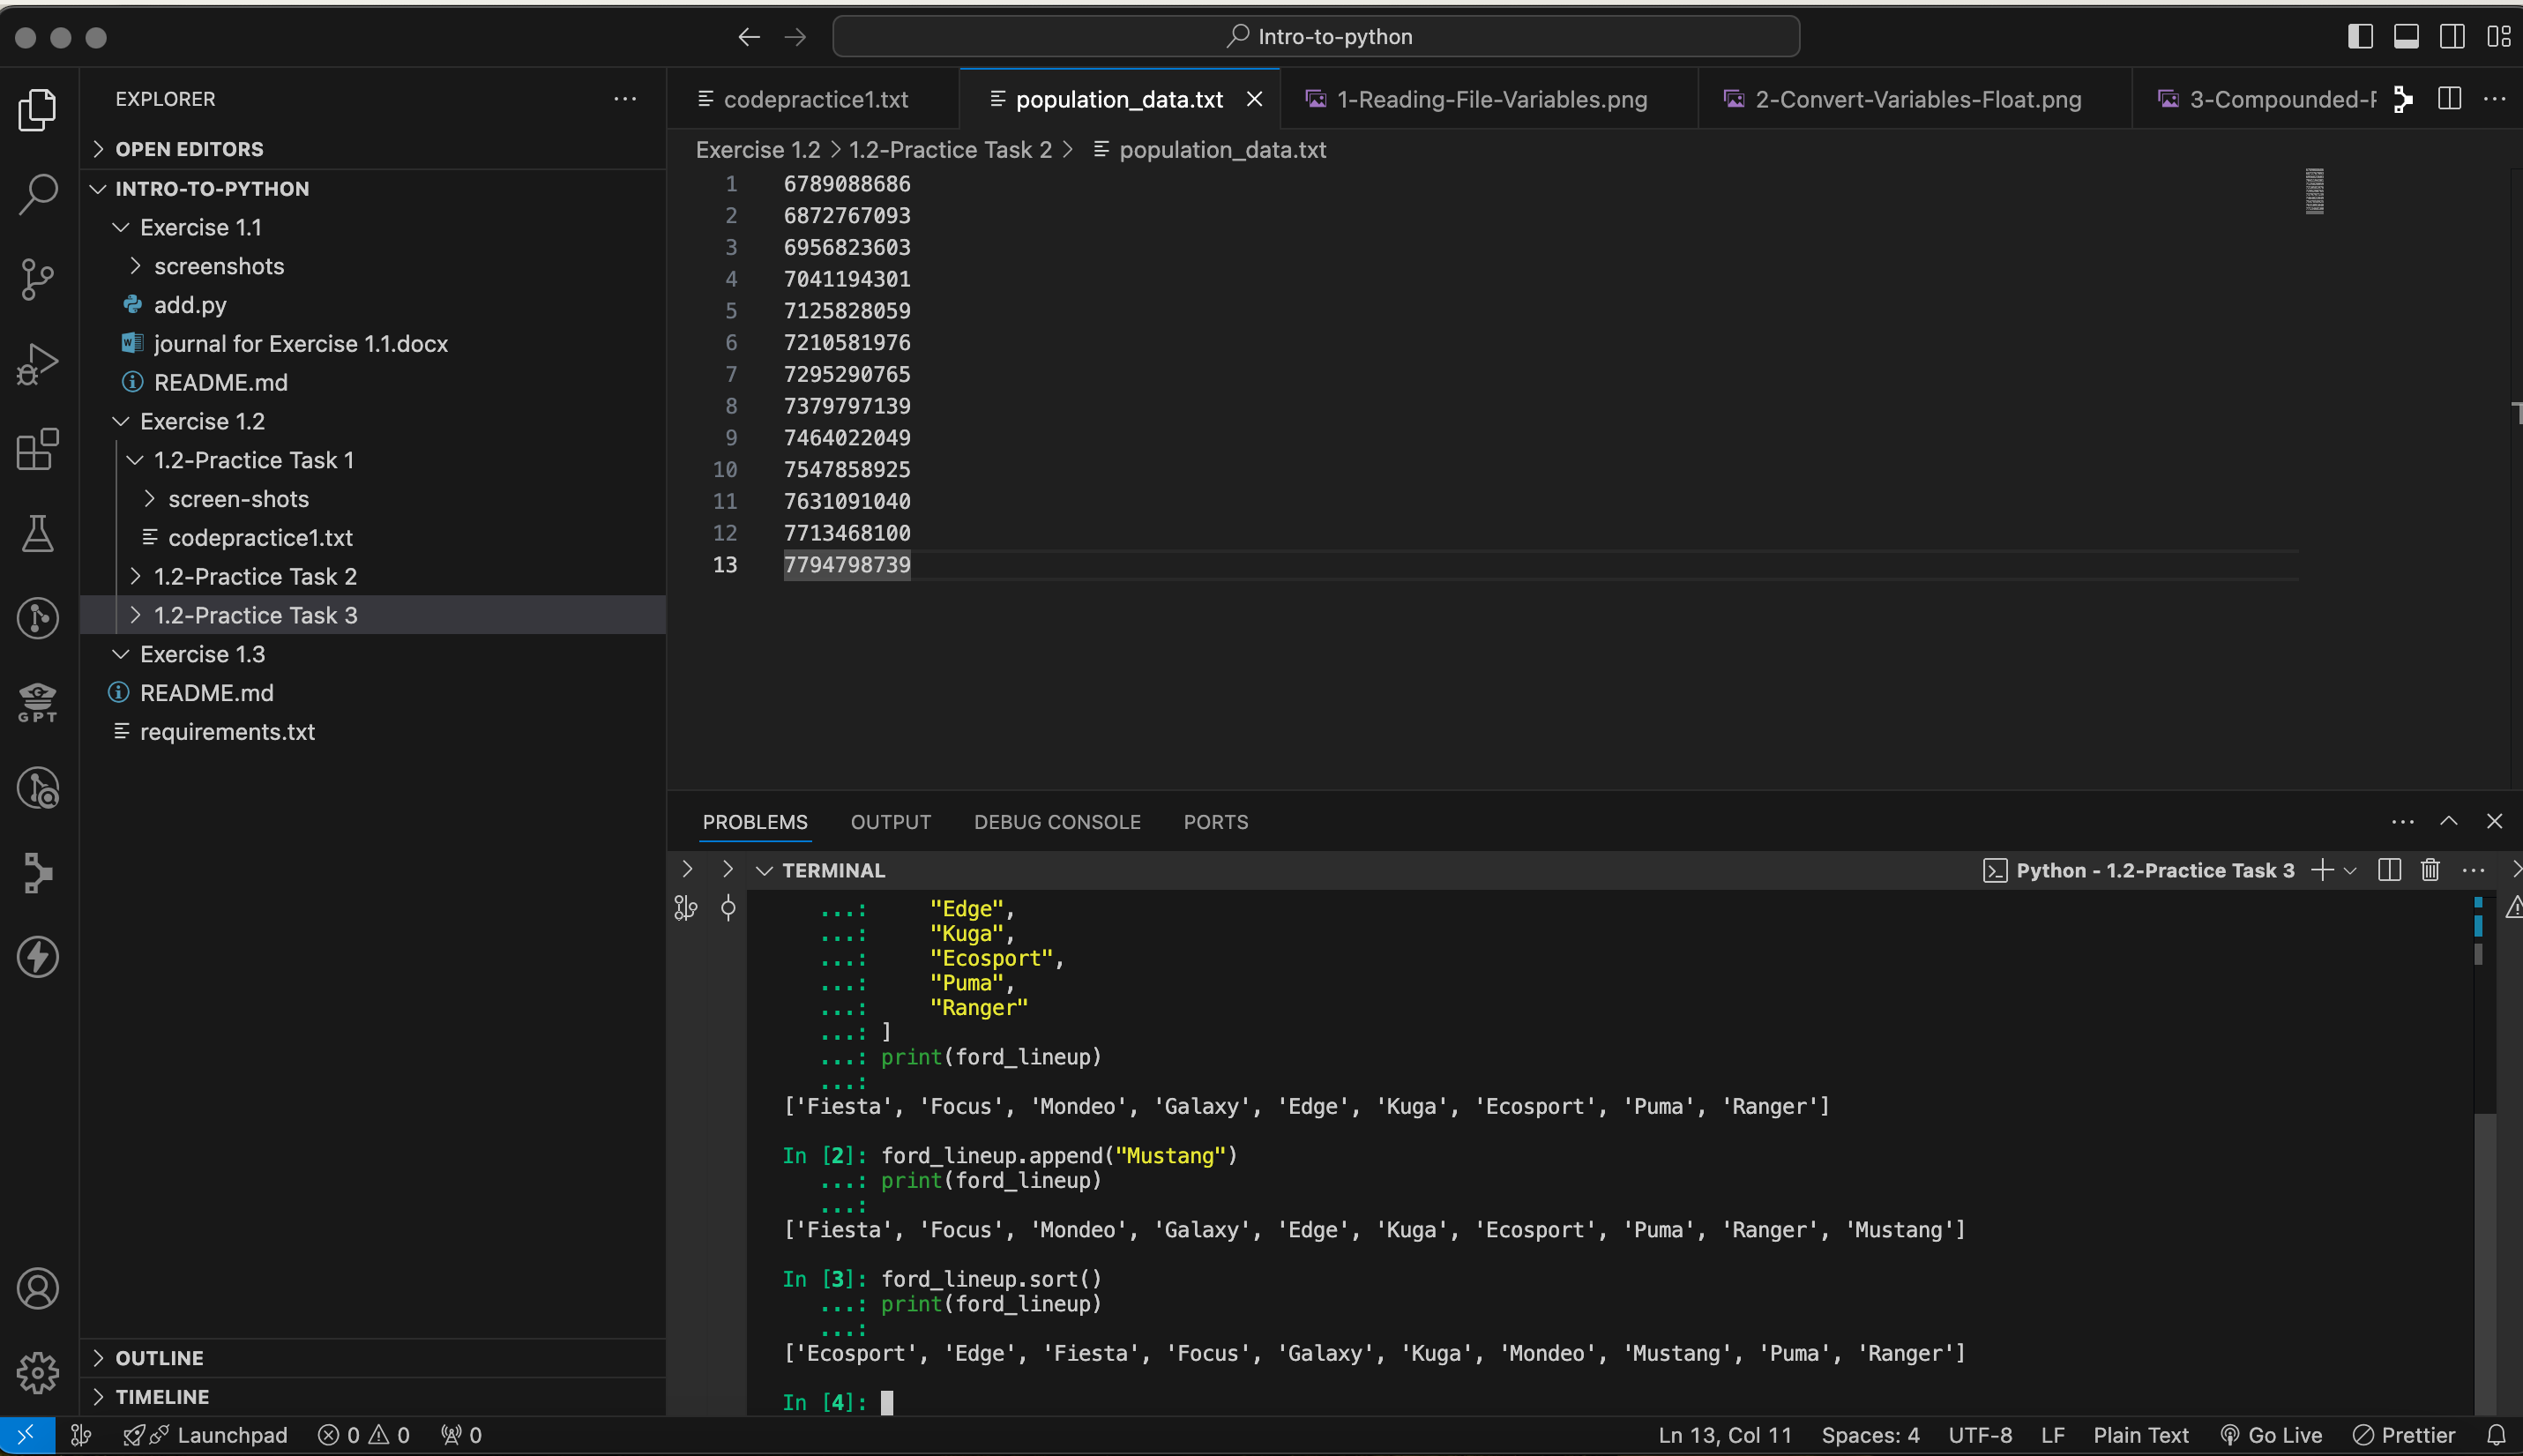 Intro-to-python
EXPLORER
OPEN EDITORS
INTRO-TO-PYTHON
Exercise 1.1
screenshots
add.py
journal for Exercise 1.1.docx
README.md
Exercise 1.2
1.2-Practice Task 1
screen-shots
codepractice1.txt
1.2-Practice Task 2
1.2-Practice Task 3
Exercise 1.3
README.md
requirements.txt
GPT
OUTLINE
TIMELINE
codepractice1.txt population_data.txt 1-Reading-File-Variables.png 2-Convert-Variables-Float.png 3-Compounded-
Exercise 1.2 > 1.2-Practice Task 2 > population_data.txt
1 6789088686
2 6872767093
3 6956823603
4 7041194301
5 7125828059
6 7210581976
7 7295290765
8 7379797139
9 7464022049
10 7547858925
11 7631091040
12 7713468100
13 7794798739
PROBLEMS OUTPUT DEBUG CONSOLE PORTS
TERMINAL Python - 1.2-Practice Task 3
...: "Edge",
...: "Kuga",
...: "Ecosport",
...: "Puma",
...: "Ranger"
...: ]
...: print(ford_lineup)
...:
['Fiesta', 'Focus', 'Mondeo', 'Galaxy', 'Edge', 'Kuga', 'Ecosport', 'Puma', 'Ranger']
In [2]: ford_lineup.append("Mustang")
...: print(ford_lineup)
...:
['Fiesta', 'Focus', 'Mondeo', 'Galaxy', 'Edge', 'Kuga', 'Ecosport', 'Puma', 'Ranger', 'Mustang']
In [3]: ford_lineup.sort()
...: print(ford_lineup)
...:
['Ecosport', 'Edge', 'Fiesta', 'Focus', 'Galaxy', 'Kuga', 'Mondeo', 'Mustang', 'Puma', 'Ranger']
In [4]:
Launchpad 0 0 0 Ln 13, Col 11 Spaces: 4 UTF-8 LF Plain Text Go Live Prettier